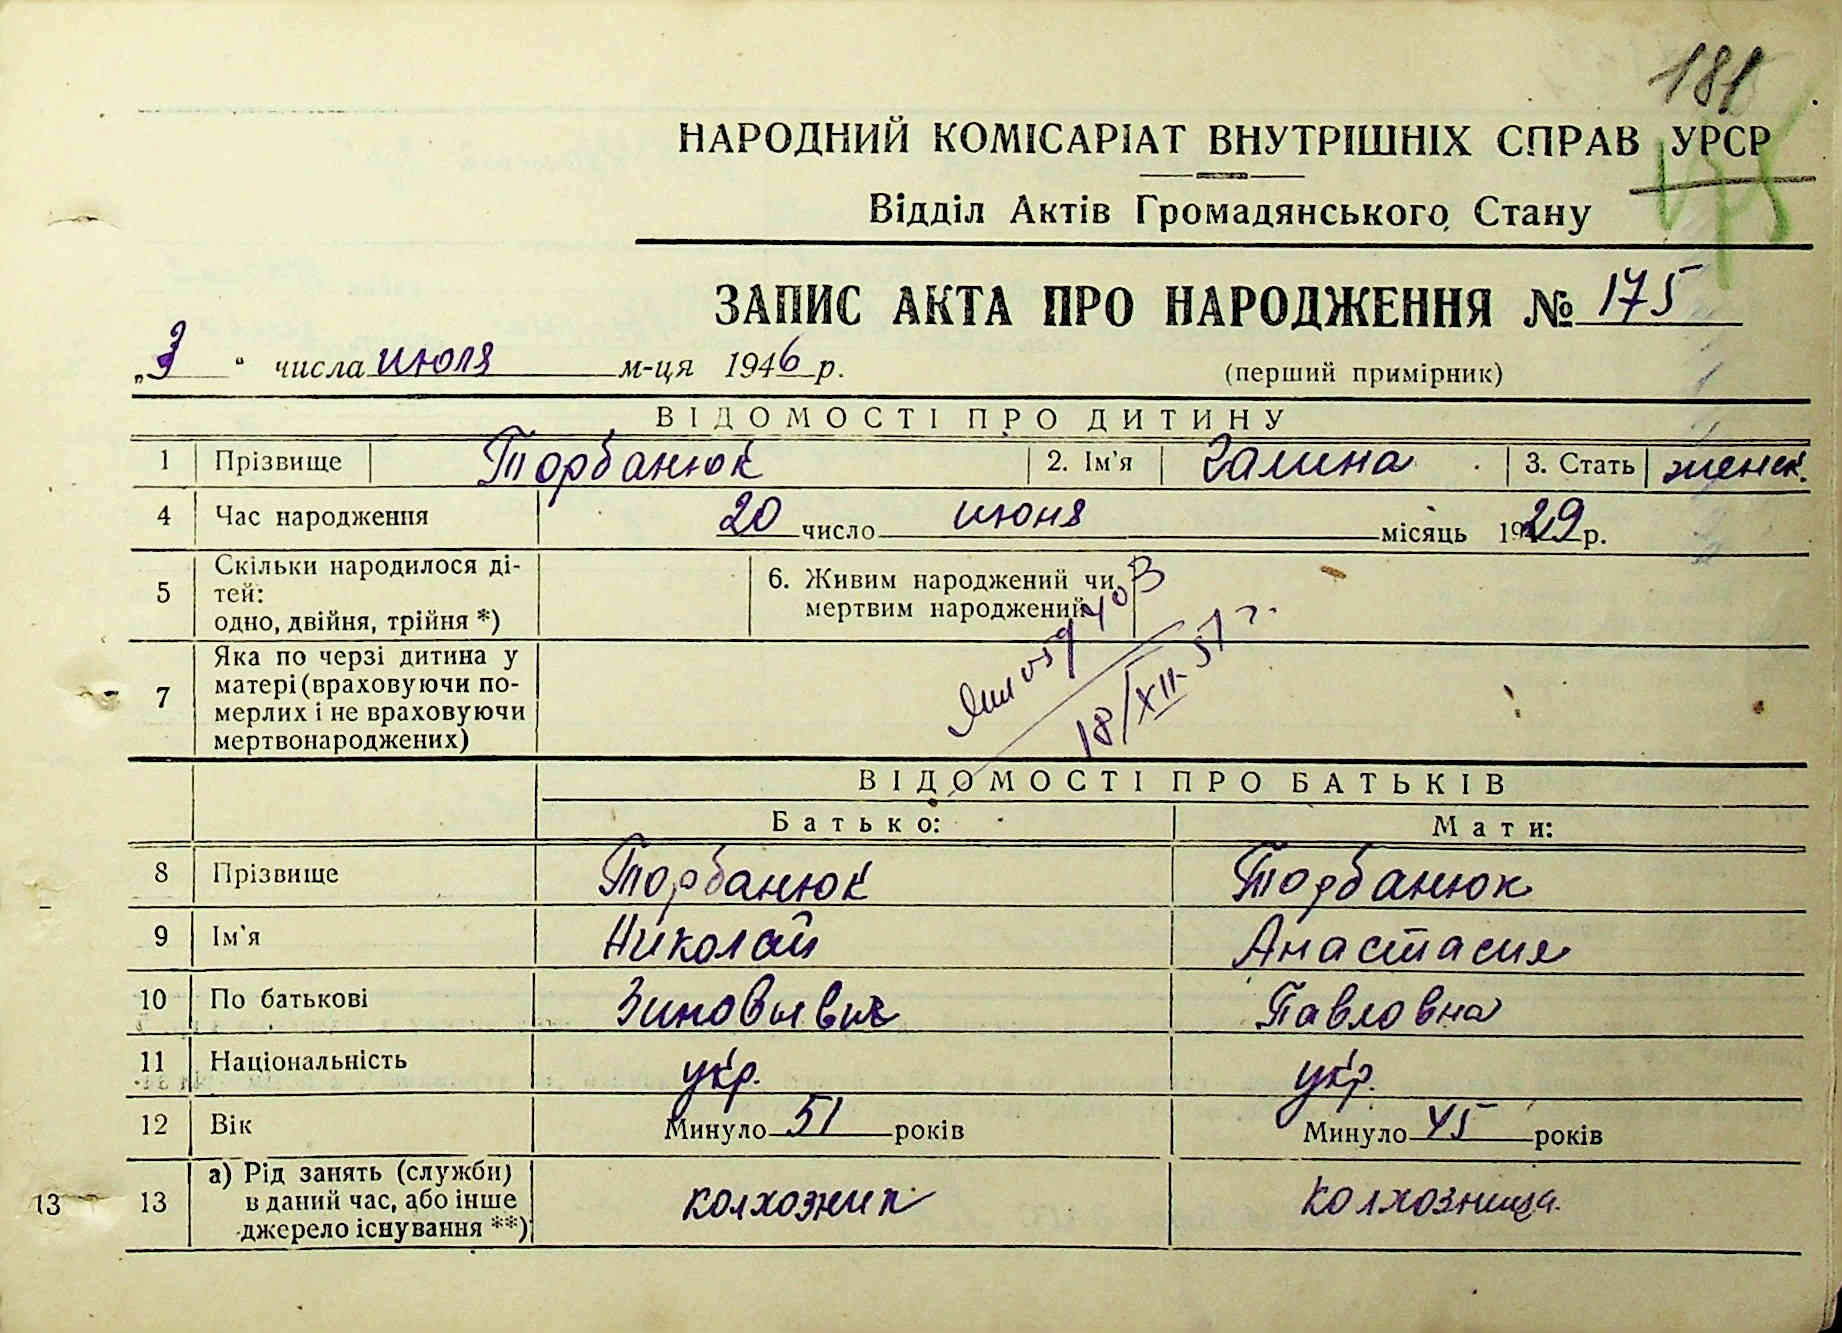 181
НАРОДНИЙ КОМІСАРІАТ ВНУТРІШНІХ СПРАВ УРСР
Відділ Актів Громадянського Стану
ЗАПИС АКТА ПРО НАРОДЖЕННЯ № 175
„3“ числа июля м-ця 1946 р. (перший примірник)
ВІДОМОСТІ ПРО ДИТИНУ
1 Прізвище Торбанюк 2. Ім'я Галина 3. Стать женск.
4 Час народження 20 число июня місяць 1929 р.
5 Скільки народилося ді-
тей:
одно, двійня, трійня *)
6. Живим народжений чи
мертвим народжений
7 Яка по черзі дитина у
матері (враховуючи по-
мерлих і не враховуючи
мертвонароджених)
18/XII-51 г.
ВІДОМОСТІ ПРО БАТЬКІВ
Батько: Мати:
8 Прізвище Торбанюк Торбанюк
9 Ім'я Николай Анастасия
10 По батькові Зиновьевич Павловна
11 Національність укр. укр.
12 Вік Минуло 51 років Минуло 45 років
13 13 а) Рід занять (служби)
в даний час, або інше
джерело існування **)
колхозник колхозница